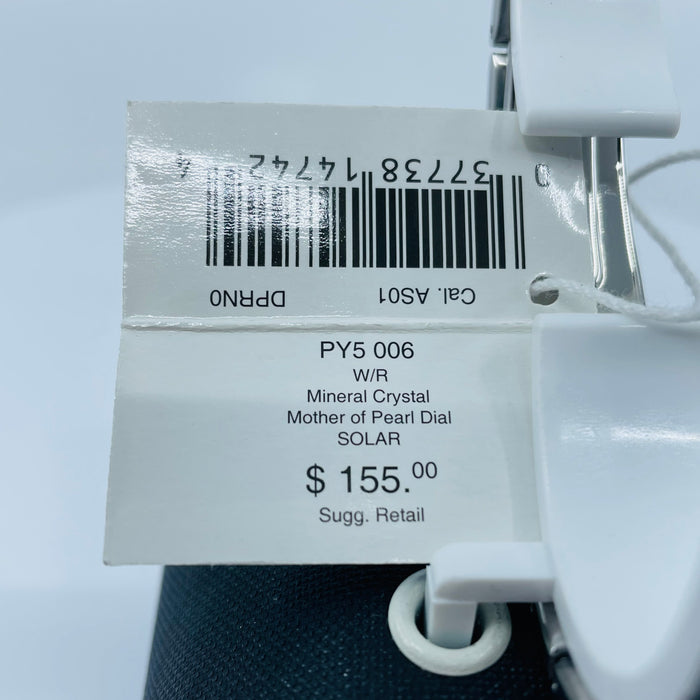 0 37738 14742 4
Cal. AS01 DPRN0
PY5 006
W/R
Mineral Crystal
Mother of Pearl Dial
SOLAR
$ 155.00
Sugg. Retail